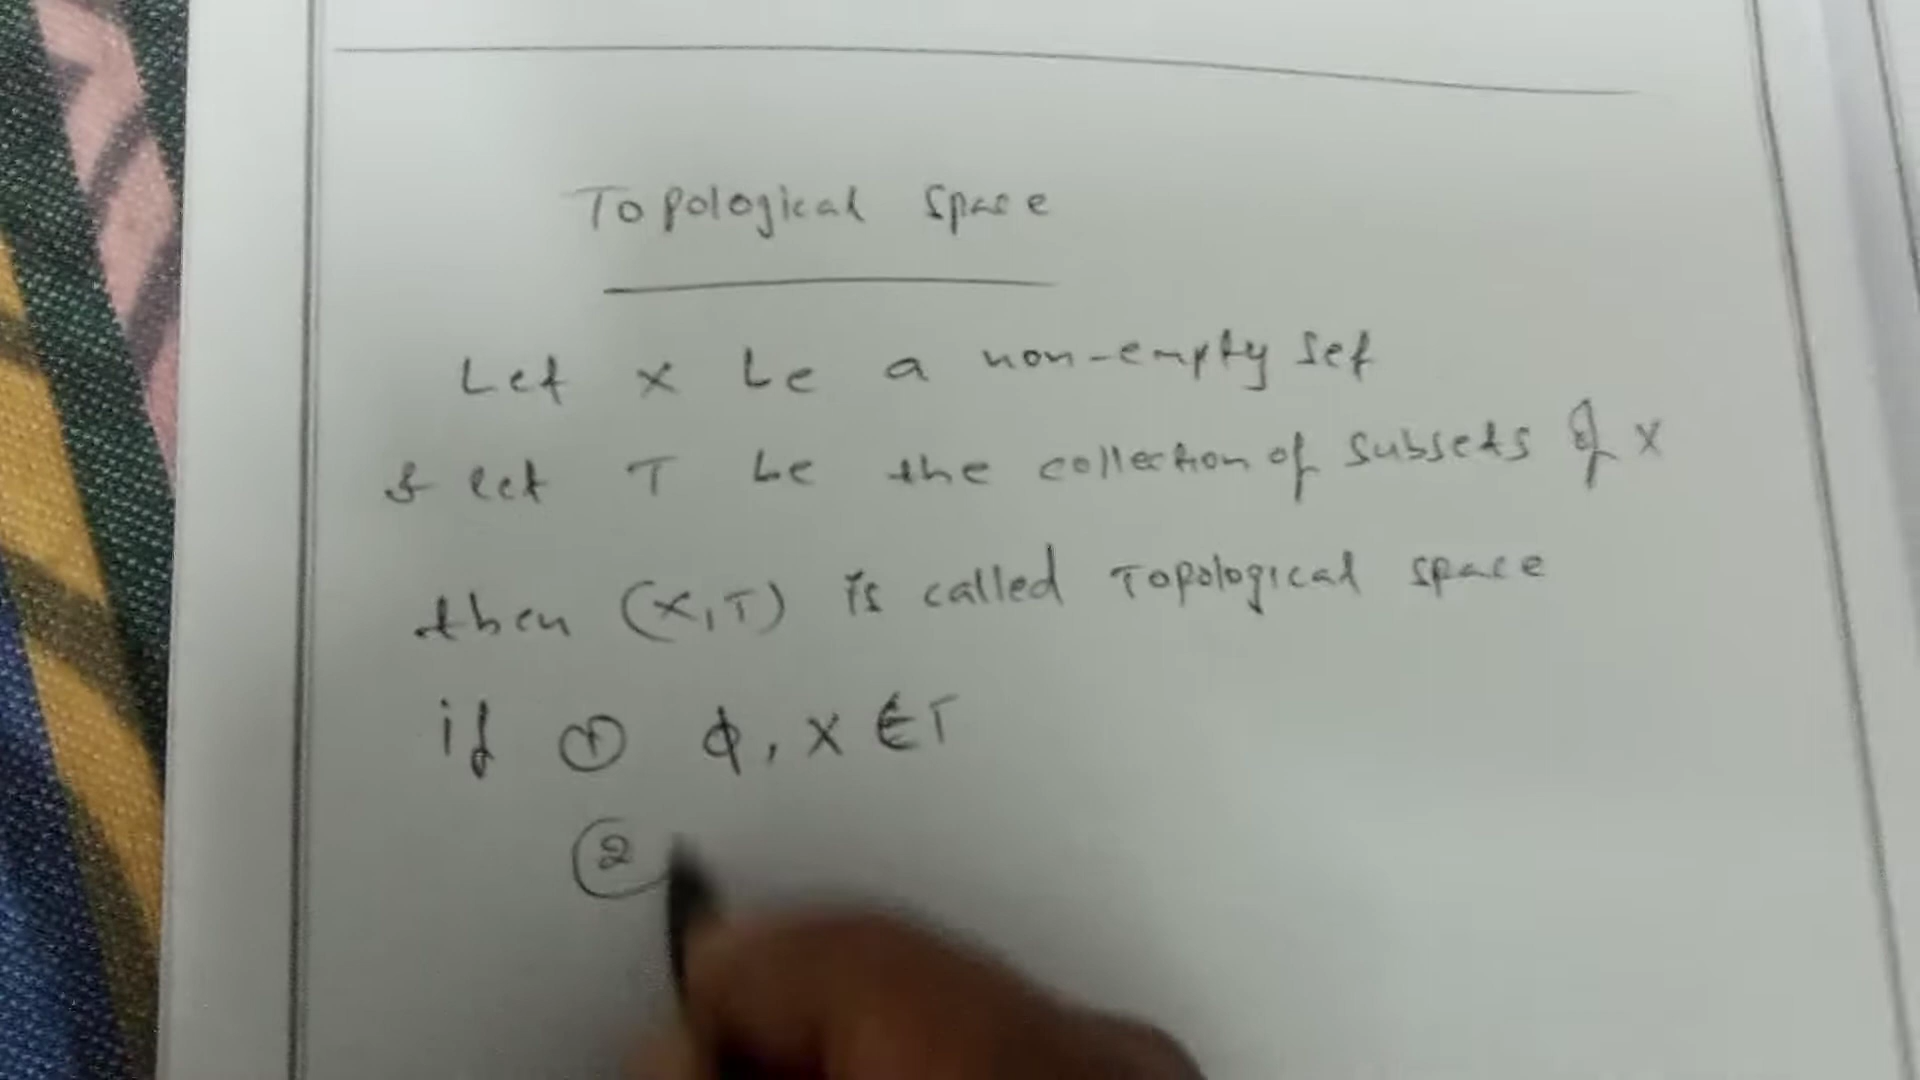 Topological space
Let X be a non-empty set
& let T be the collection of subsets of X
then (X, T) is called Topological space
if ① ϕ, X ∈ T
②